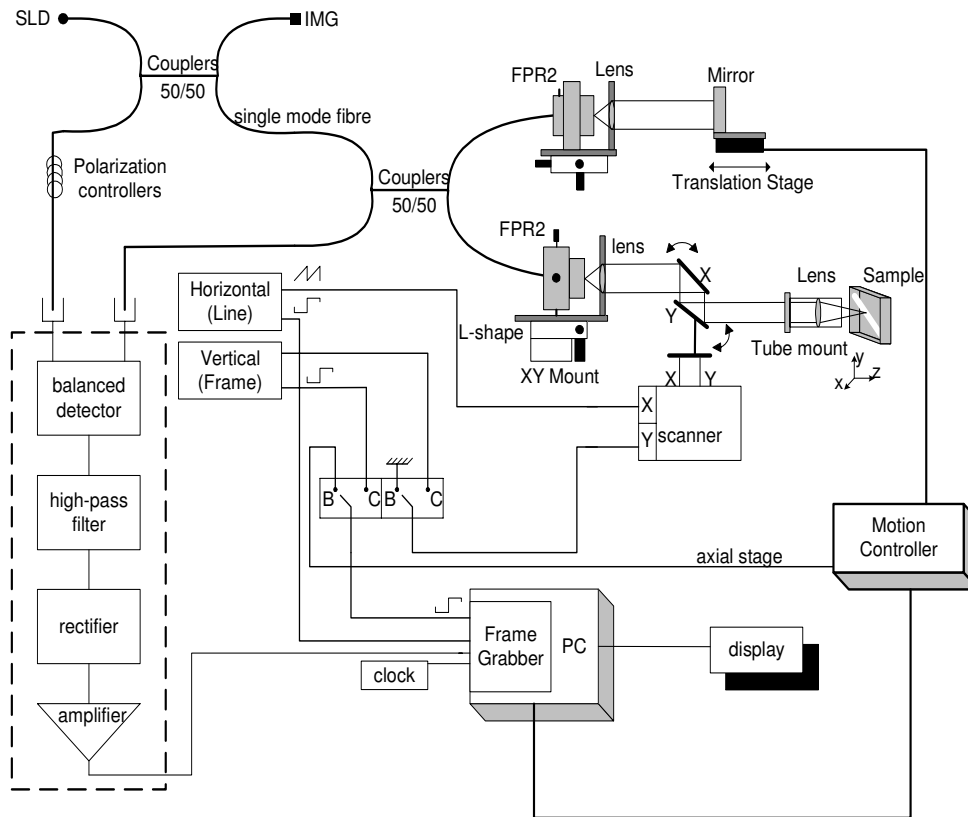 SLD
IMG
Couplers
50/50
single mode fibre
Polarization
controllers
Couplers
50/50
FPR2
Lens
Mirror
Translation Stage
FPR2
lens
X
Y
Lens
Sample
L-shape
XY Mount
Tube mount
y
x
z
Horizontal
(Line)
Vertical
(Frame)
X
Y
X
Y
scanner
balanced
detector
high-pass
filter
rectifier
amplifier
B
C
B
C
axial stage
Motion
Controller
Frame
Grabber
PC
clock
display